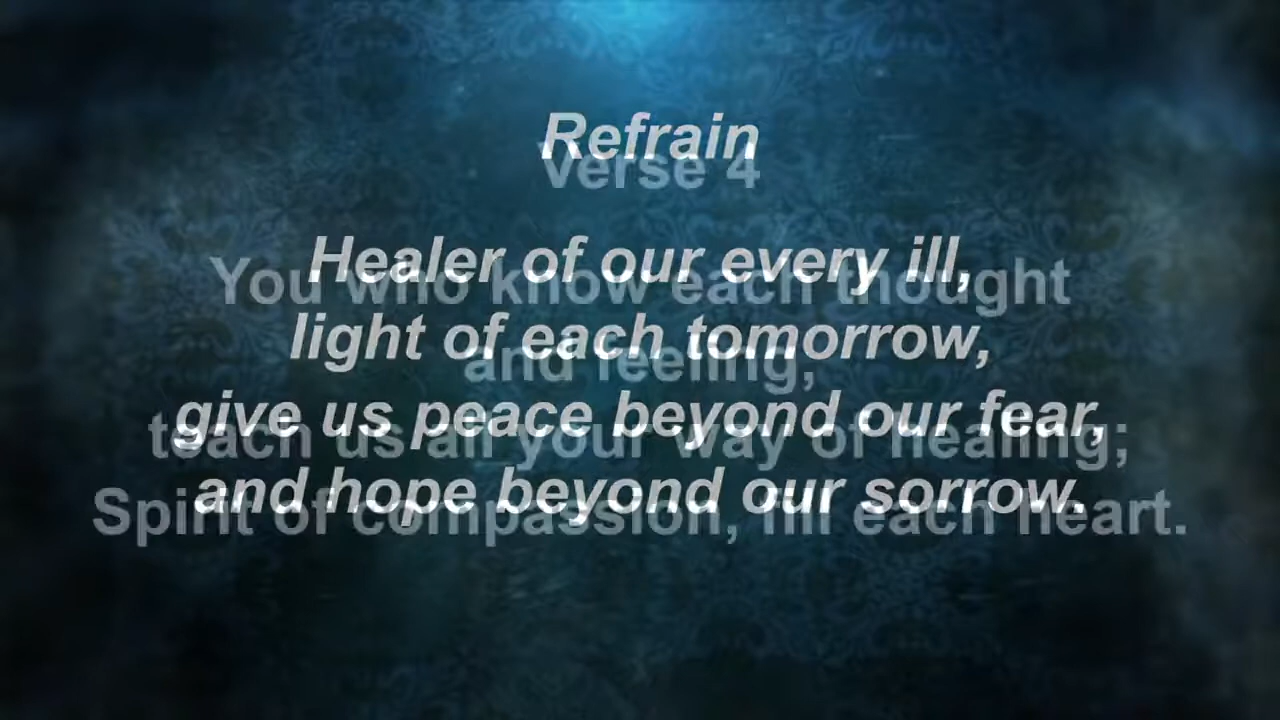 Refrain
Verse 4
Healer of our every ill,
light of each tomorrow,
give us peace beyond our fear,
and hope beyond our sorrow.
You who know each thought
and feeling;
teach us all your way of healing;
Spirit of compassion, fill each heart.